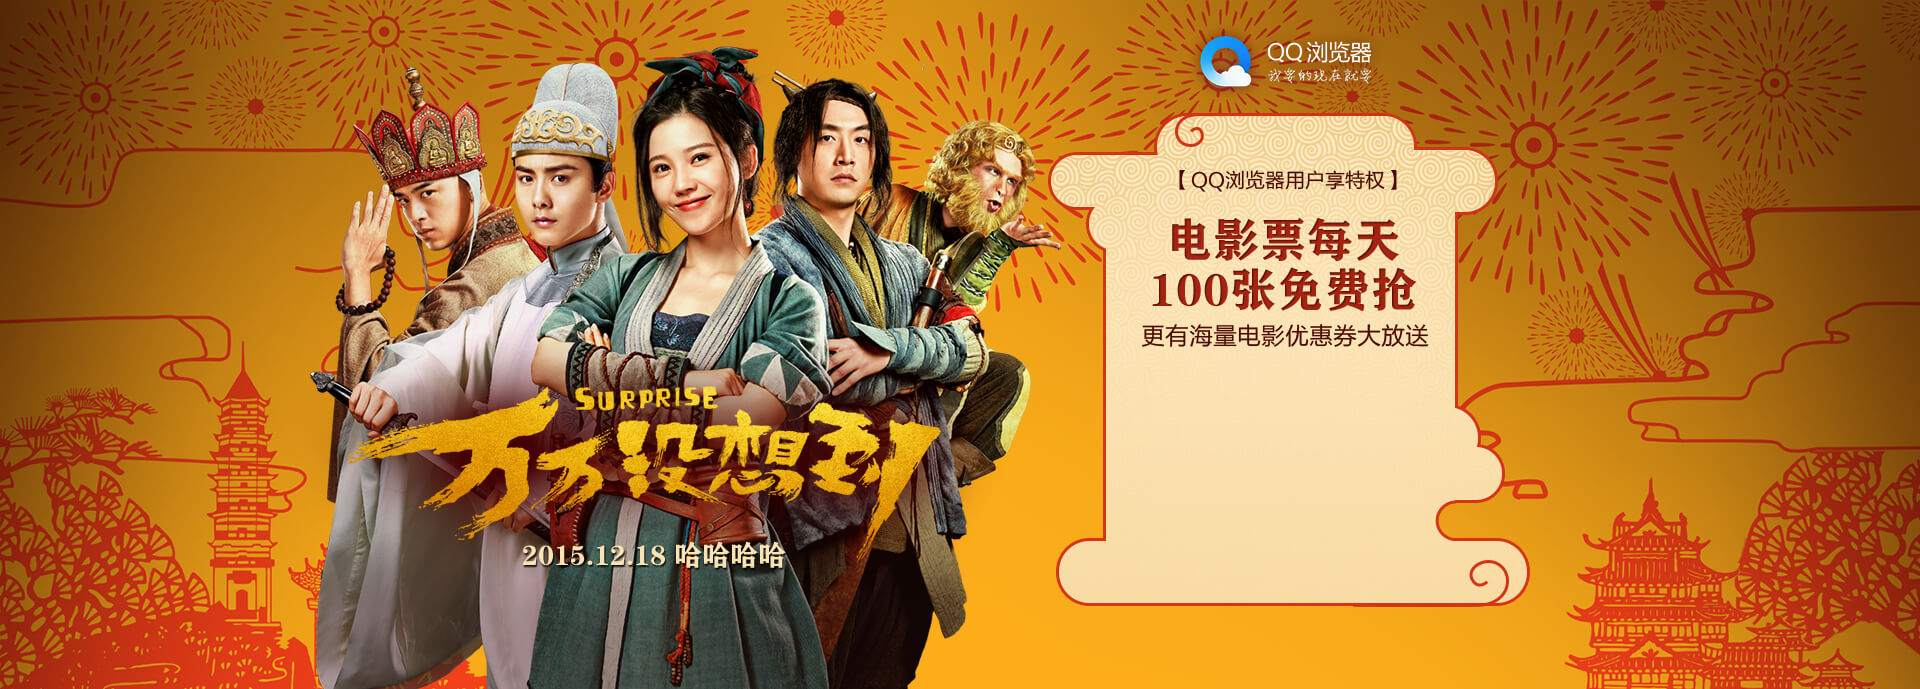 QQ浏览器
我要的现在就要
【QQ浏览器用户享特权】
电影票每天
100张免费抢
更有海量电影优惠券大放送
SURPRISE
万万没想到
2015.12.18 哈哈哈哈